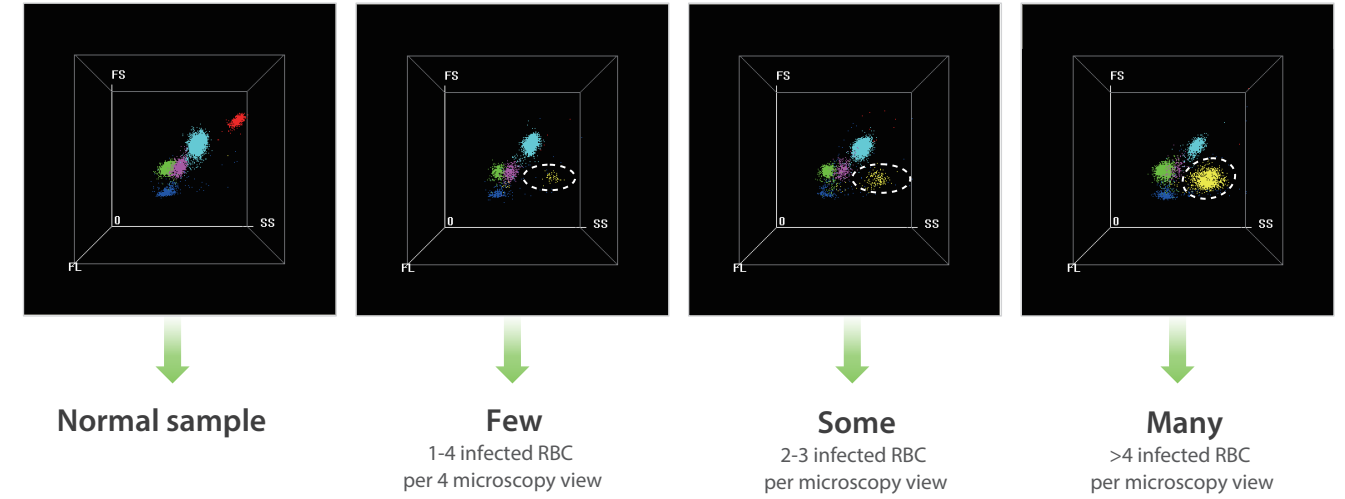 FS
0
SS
FL
FS
0
SS
FL
FS
0
SS
FL
FS
0
SS
FL
Normal sample
Few
1-4 infected RBC
per 4 microscopy view
Some
2-3 infected RBC
per microscopy view
Many
>4 infected RBC
per microscopy view